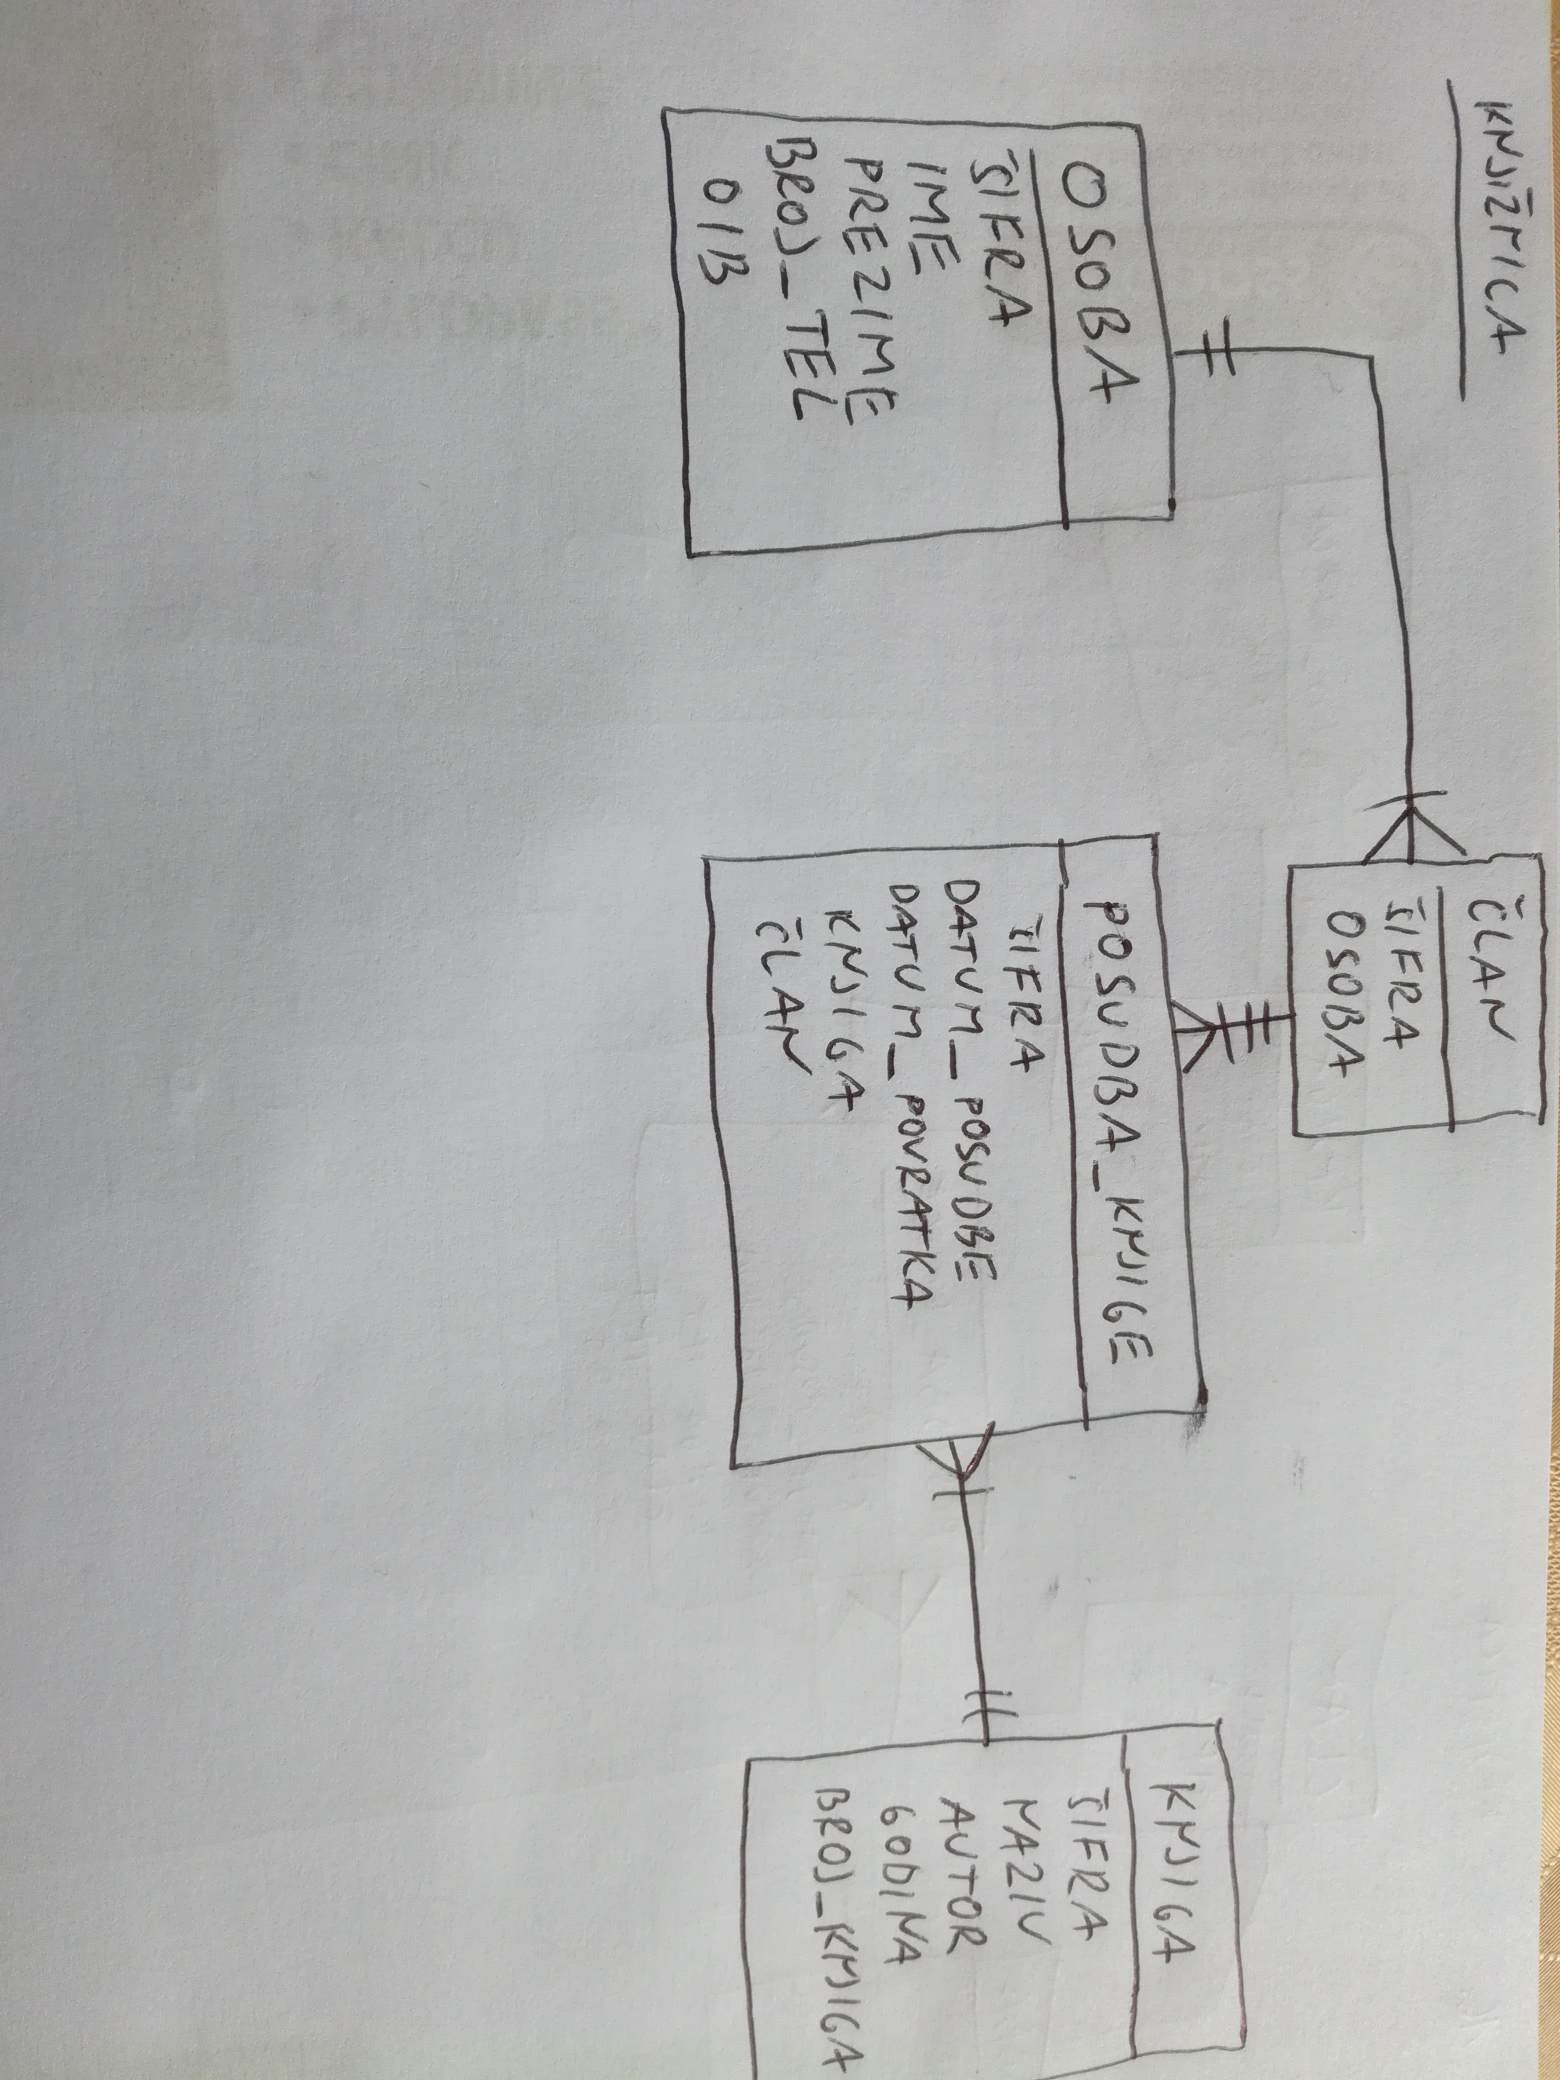 KNJIŽNICA
ČLAN
ŠIFRA
OSOBA
OSOBA
ŠIFRA
IME
PREZIME
BROJ_TEL
OIB
POSUDBA_KNJIGE
ŠIFRA
DATUM_POSUDBE
DATUM_POVRATKA
KNJIGA
ČLAN
KNJIGA
ŠIFRA
NAZIV
AUTOR
GODINA
BROJ_KNJIGA